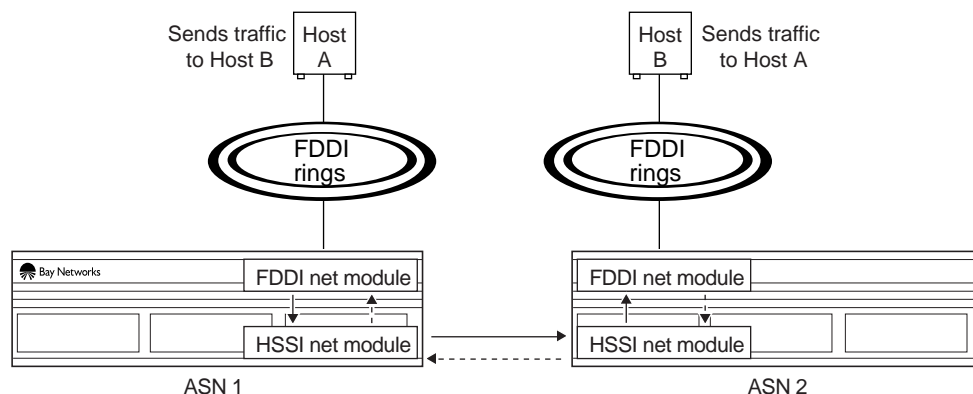 Sends traffic
to Host B
Host
A
Host
B
Sends traffic
to Host A
FDDI
rings
FDDI
rings
Bay Networks
FDDI net module
FDDI net module
HSSI net module
HSSI net module
ASN 1
ASN 2